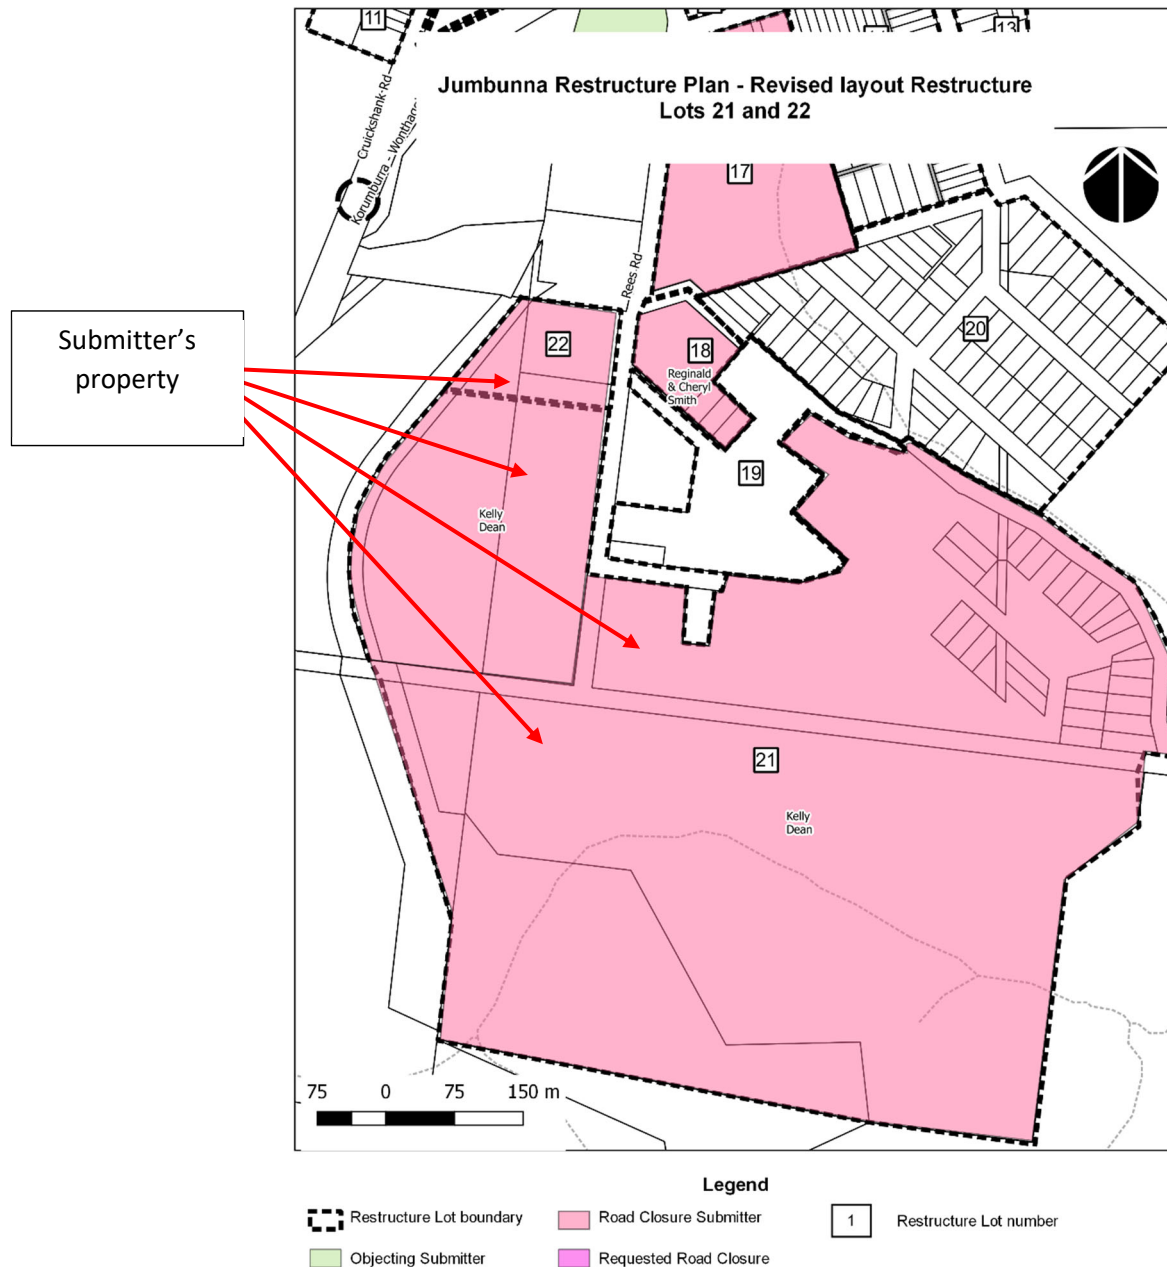 11
13
Cruickshank Rd
Jumbunna Restructure Plan - Revised layout Restructure
Lots 21 and 22
17
Rees Rd
20
Submitter's
property
22
18
Reginald
& Cheryl
Smith
19
Kelly
Dean
21
Kelly
Dean
75 0 75 150 m
Legend
Restructure Lot boundary
Road Closure Submitter
1
Restructure Lot number
Objecting Submitter
Requested Road Closure